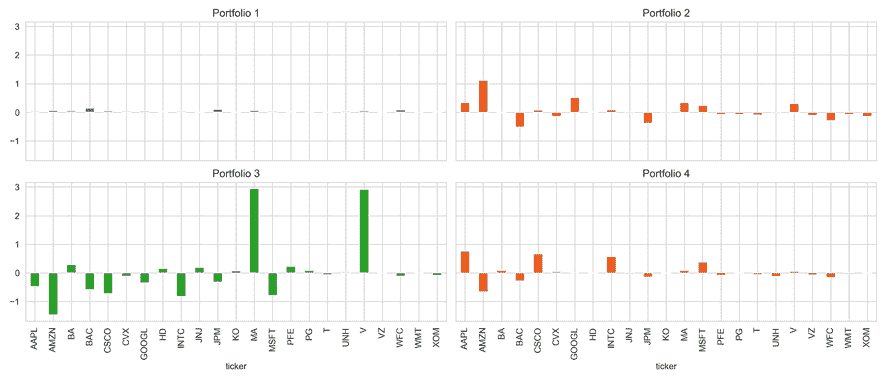 Portfolio 1 Portfolio 2
3
2
1
0
−1
Portfolio 3 Portfolio 4
3
2
1
0
−1
AAPL AMZN BA BAC CSCO CVX GOOGL HD INTC JNJ JPM KO MA MSFT PFE PG T UNH V VZ WFC WMT XOM AAPL AMZN BA BAC CSCO CVX GOOGL HD INTC JNJ JPM KO MA MSFT PFE PG T UNH V VZ WFC WMT XOM
ticker ticker